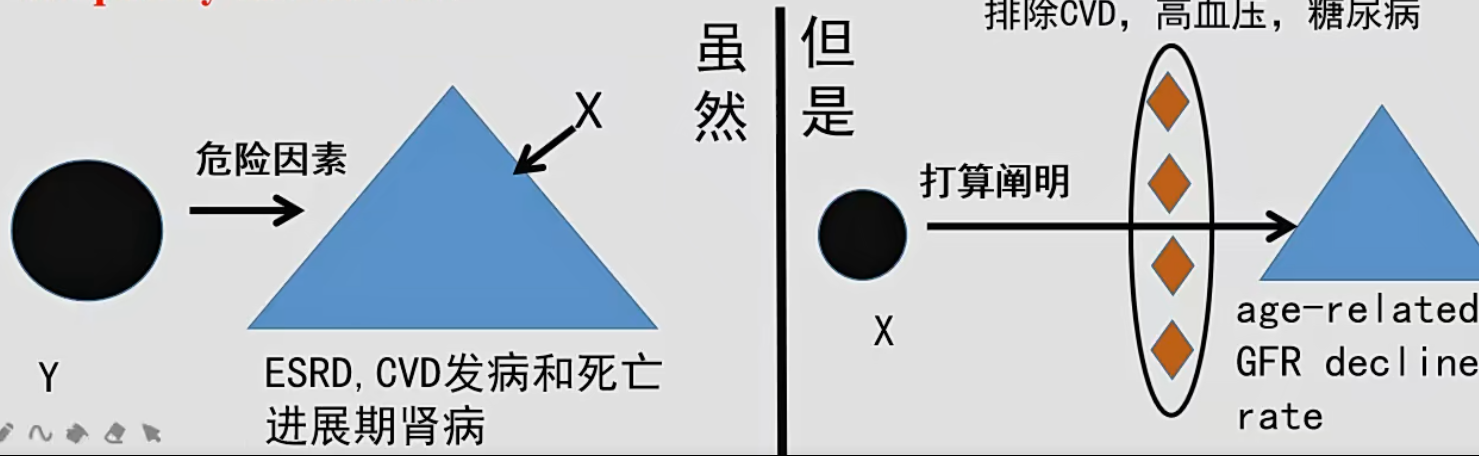 危险因素
X
Y
ESRD,CVD发病和死亡
进展期肾病
虽
然
但
是
排除CVD，高血压，糖尿病
打算阐明
X
age-related
GFR decline
rate